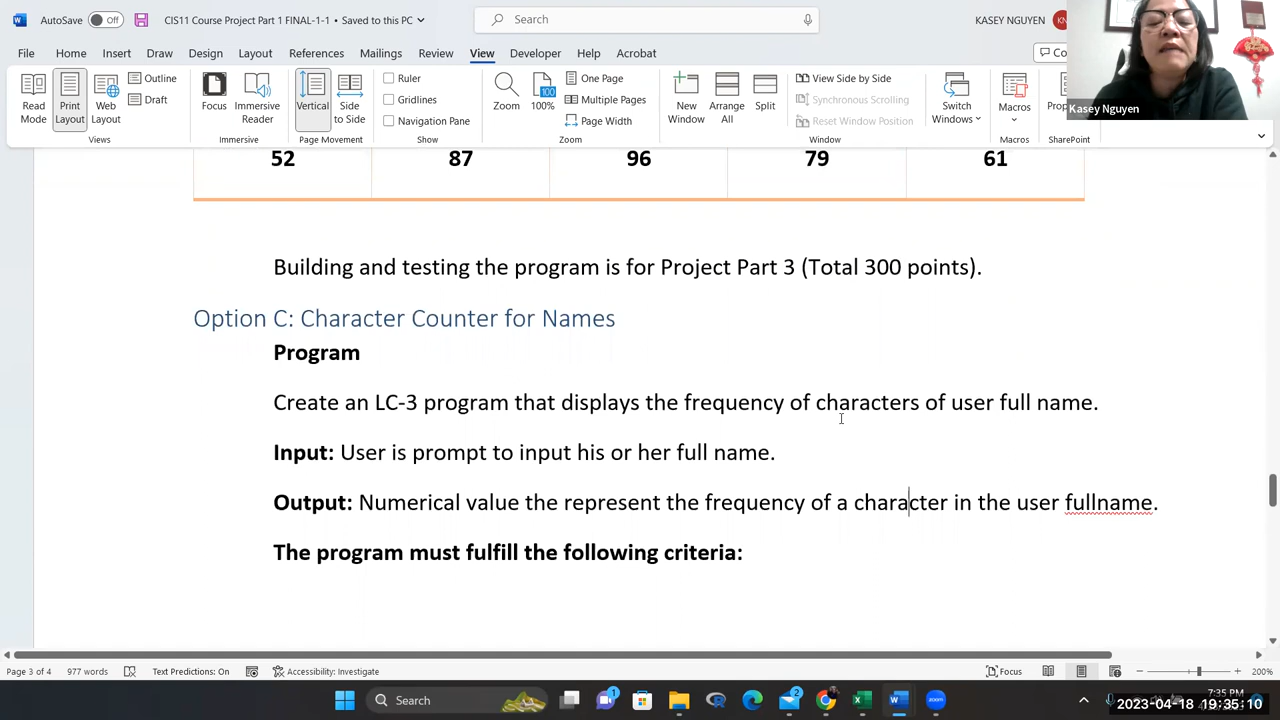 AutoSave Off CIS11 Course Project Part 1 FINAL-1-1 • Saved to this PC Search KASEY NGUYEN KN
File Home Insert Draw Design Layout References Mailings Review View Developer Help Acrobat Co
Read Mode Print Layout Web Layout Outline Draft Focus Immersive Reader Vertical Side to Side Ruler Gridlines Navigation Pane Zoom 100% 100 One Page Multiple Pages Page Width New Window Arrange All Split View Side by Side Synchronous Scrolling Reset Window Position Switch Windows Macros Prop
Views Immersive Page Movement Show Zoom Window Macros SharePoint
Kasey Nguyen
52 87 96 79 61
Building and testing the program is for Project Part 3 (Total 300 points).
Option C: Character Counter for Names
Program
Create an LC-3 program that displays the frequency of characters of user full name.
Input: User is prompt to input his or her full name.
Output: Numerical value the represent the frequency of a character in the user fullname.
The program must fulfill the following criteria:
Page 3 of 4 977 words Text Predictions: On Accessibility: Investigate Focus 200%
Search 1 2 7:35 PM
2023-04-18 19:35:10